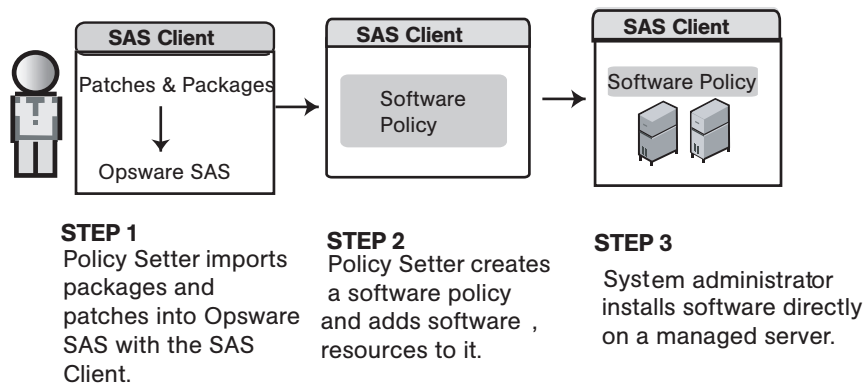 SAS Client
Patches & Packages
Opsware SAS
SAS Client
Software
Policy
SAS Client
Software Policy
STEP 1
Policy Setter imports
packages and
patches into Opsware
SAS with the SAS
Client.
STEP 2
Policy Setter creates
a software policy
and adds software ,
resources to it.
STEP 3
System administrator
installs software directly
on a managed server.